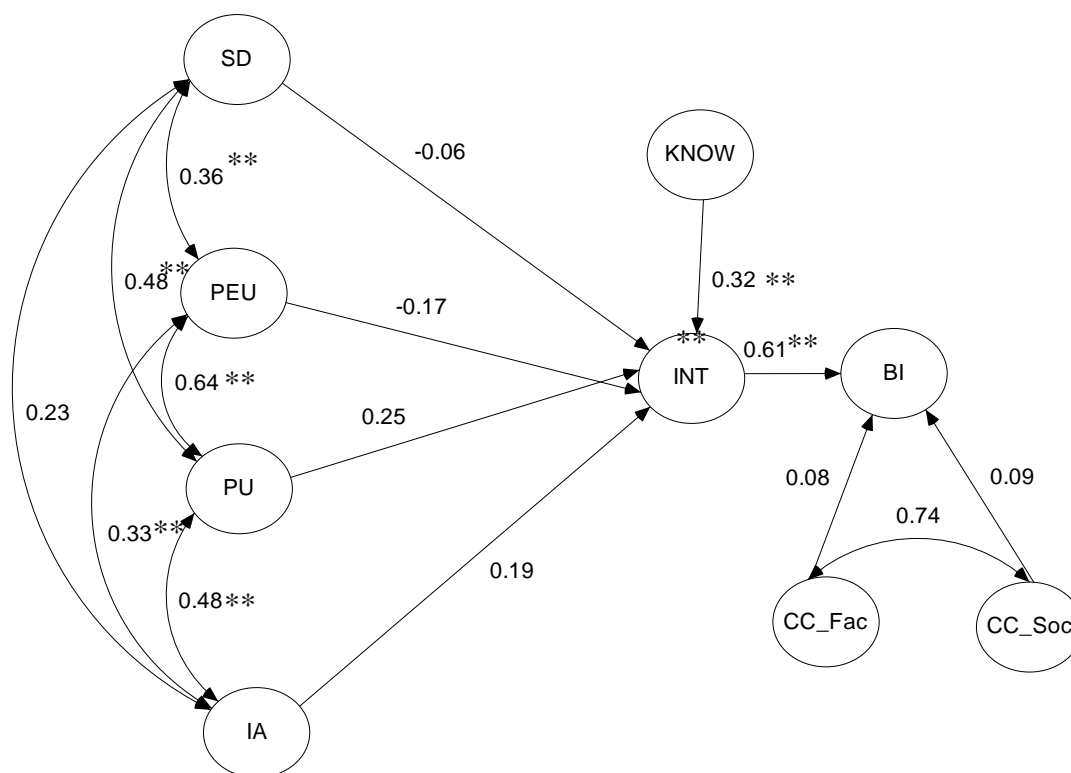 SD
-0.06
KNOW
0.36 **
0.48 **
PEU
-0.17
0.32 **
**
INT
0.61 **
BI
0.64 **
0.23
0.25
PU
0.08
0.09
0.33 **
0.74
0.19
0.48 **
CC_Fac
CC_Soc
IA